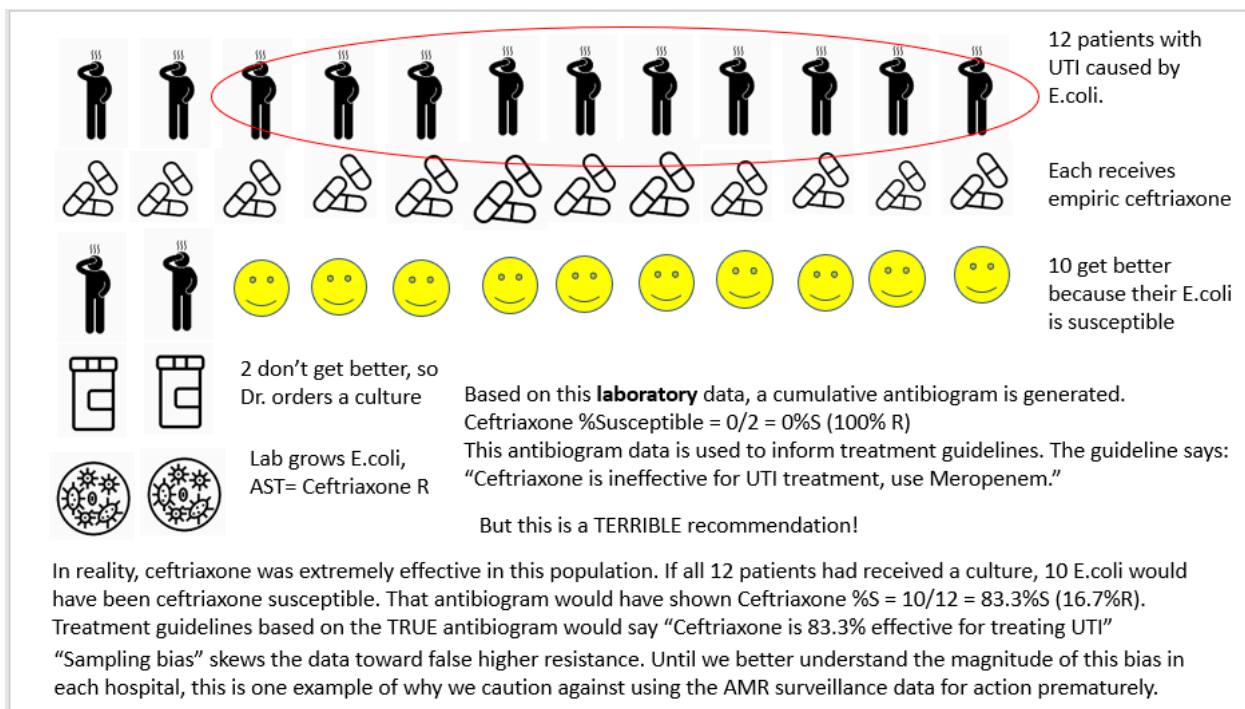 12 patients with
UTI caused by
E.coli.
Each receives
empiric ceftriaxone
10 get better
because their E.coli
is susceptible
2 don’t get better, so
Dr. orders a culture
Lab grows E.coli,
AST= Ceftriaxone R
Based on this laboratory data, a cumulative antibiogram is generated.
Ceftriaxone %Susceptible = 0/2 = 0%S (100% R)
This antibiogram data is used to inform treatment guidelines. The guideline says:
“Ceftriaxone is ineffective for UTI treatment, use Meropenem.”
But this is a TERRIBLE recommendation!
In reality, ceftriaxone was extremely effective in this population. If all 12 patients had received a culture, 10 E.coli would
have been ceftriaxone susceptible. That antibiogram would have shown Ceftriaxone %S = 10/12 = 83.3%S (16.7%R).
Treatment guidelines based on the TRUE antibiogram would say “Ceftriaxone is 83.3% effective for treating UTI”
“Sampling bias” skews the data toward false higher resistance. Until we better understand the magnitude of this bias in
each hospital, this is one example of why we caution against using the AMR surveillance data for action prematurely.